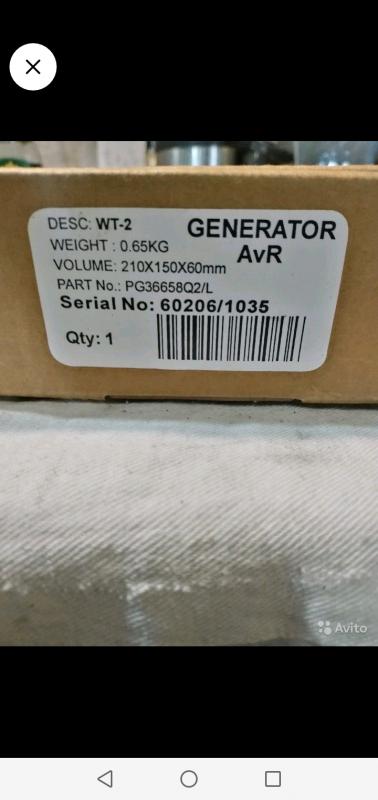 DESC: WT-2
GENERATOR
AvR
WEIGHT : 0.65KG
VOLUME: 210X150X60mm
PART No.: PG36658Q2/L
Serial No: 60206/1035
Qty: 1
Avito